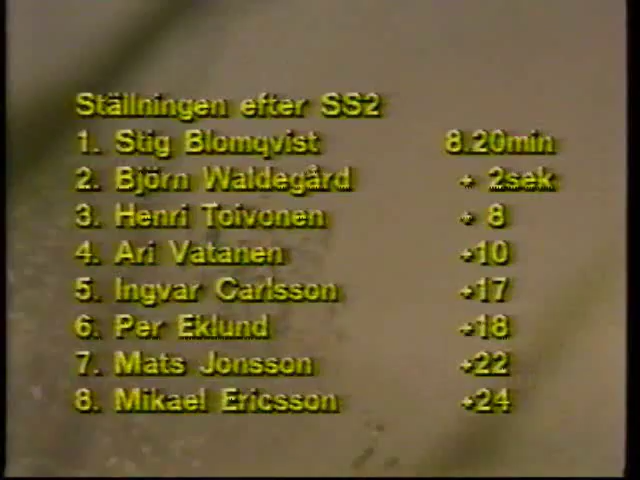 Ställningen efter SS2
1. Stig Blomqvist 8.20min
2. Björn Waldegård + 2sek
3. Henri Toivonen + 8
4. Ari Vatanen +10
5. Ingvar Carlsson +17
6. Per Eklund +18
7. Mats Jonsson +22
8. Mikael Ericsson +24